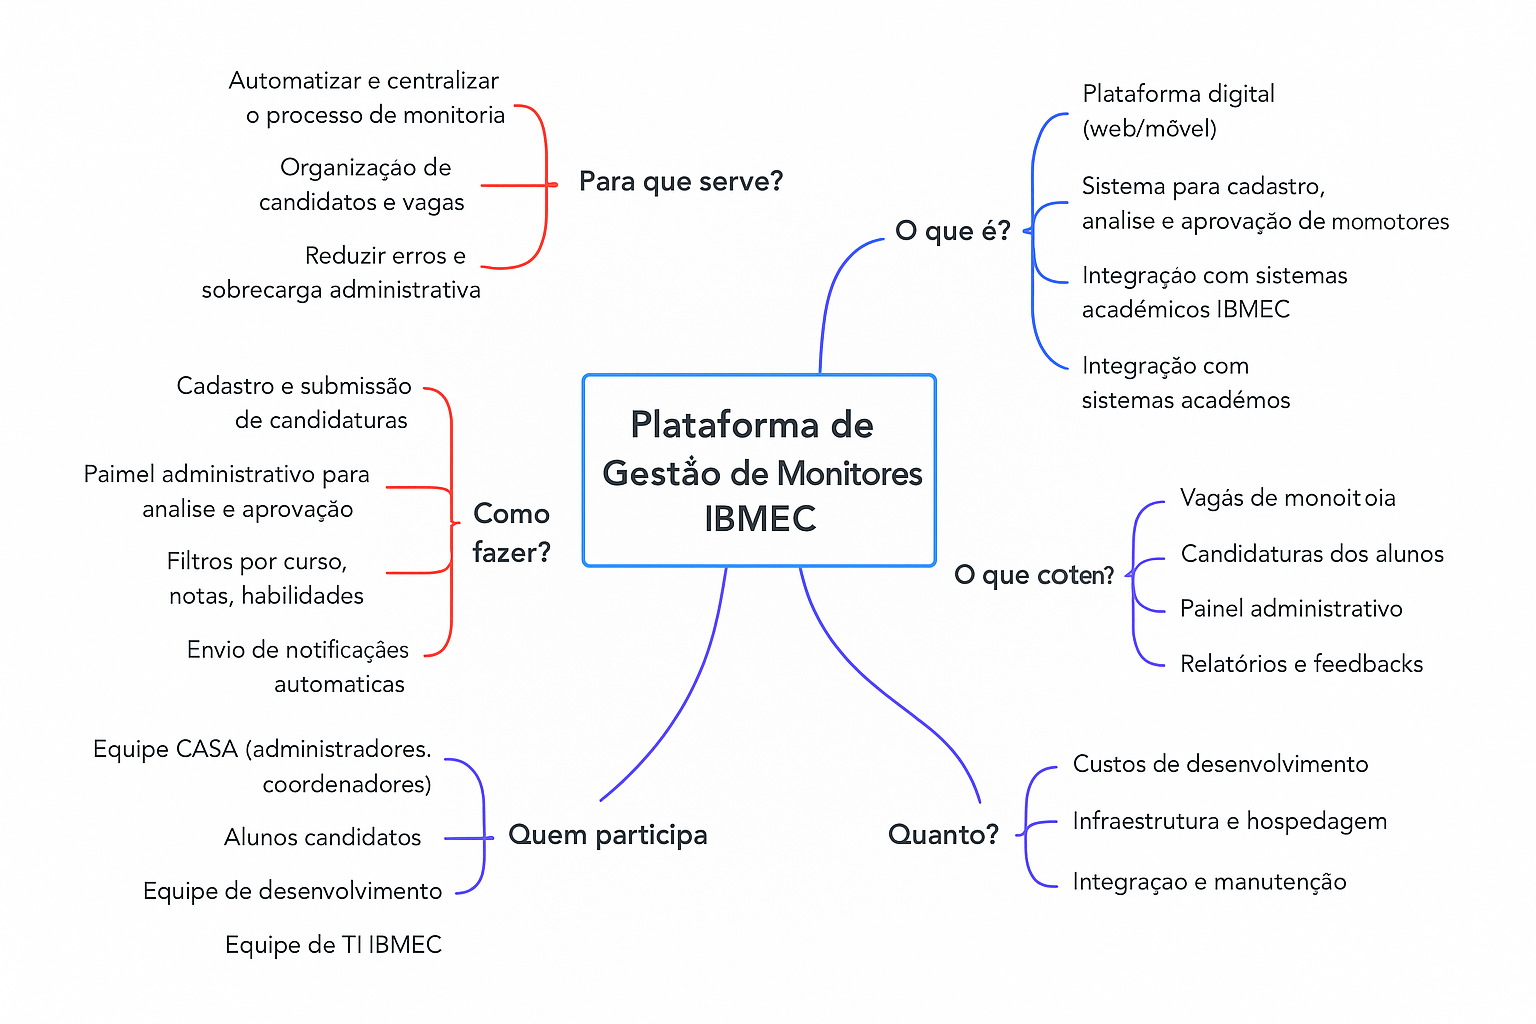 Automatizar e centralizar
o processo de monitoria
Organização de
candidatos e vagas
Reduzir erros e
sobrecarga administrativa
Para que serve?
O que é?
Plataforma digital
(web/mõvel)
Sistema para cadastro,
analise e aprovação de momotores
Integração com sistemas
académicos IBMEC
Integração com
sistemas académos
Plataforma de
Gestão de Monitores
IBMEC
Cadastro e submissão
de candidaturas
Paimel administrativo para
analise e aprovação
Filtros por curso,
notas, habilidades
Envio de notificaçães
automaticas
Como
fazer?
O que coten?
Vagás de monoitoia
Candidaturas dos alunos
Painel administrativo
Relatórios e feedbacks
Equipe CASA (administradores.
coordenadores)
Alunos candidatos
Equipe de desenvolvimento
Equipe de TI IBMEC
Quem participa
Quanto?
Custos de desenvolvimento
Infraestrutura e hospedagem
Integraçao e manutenção